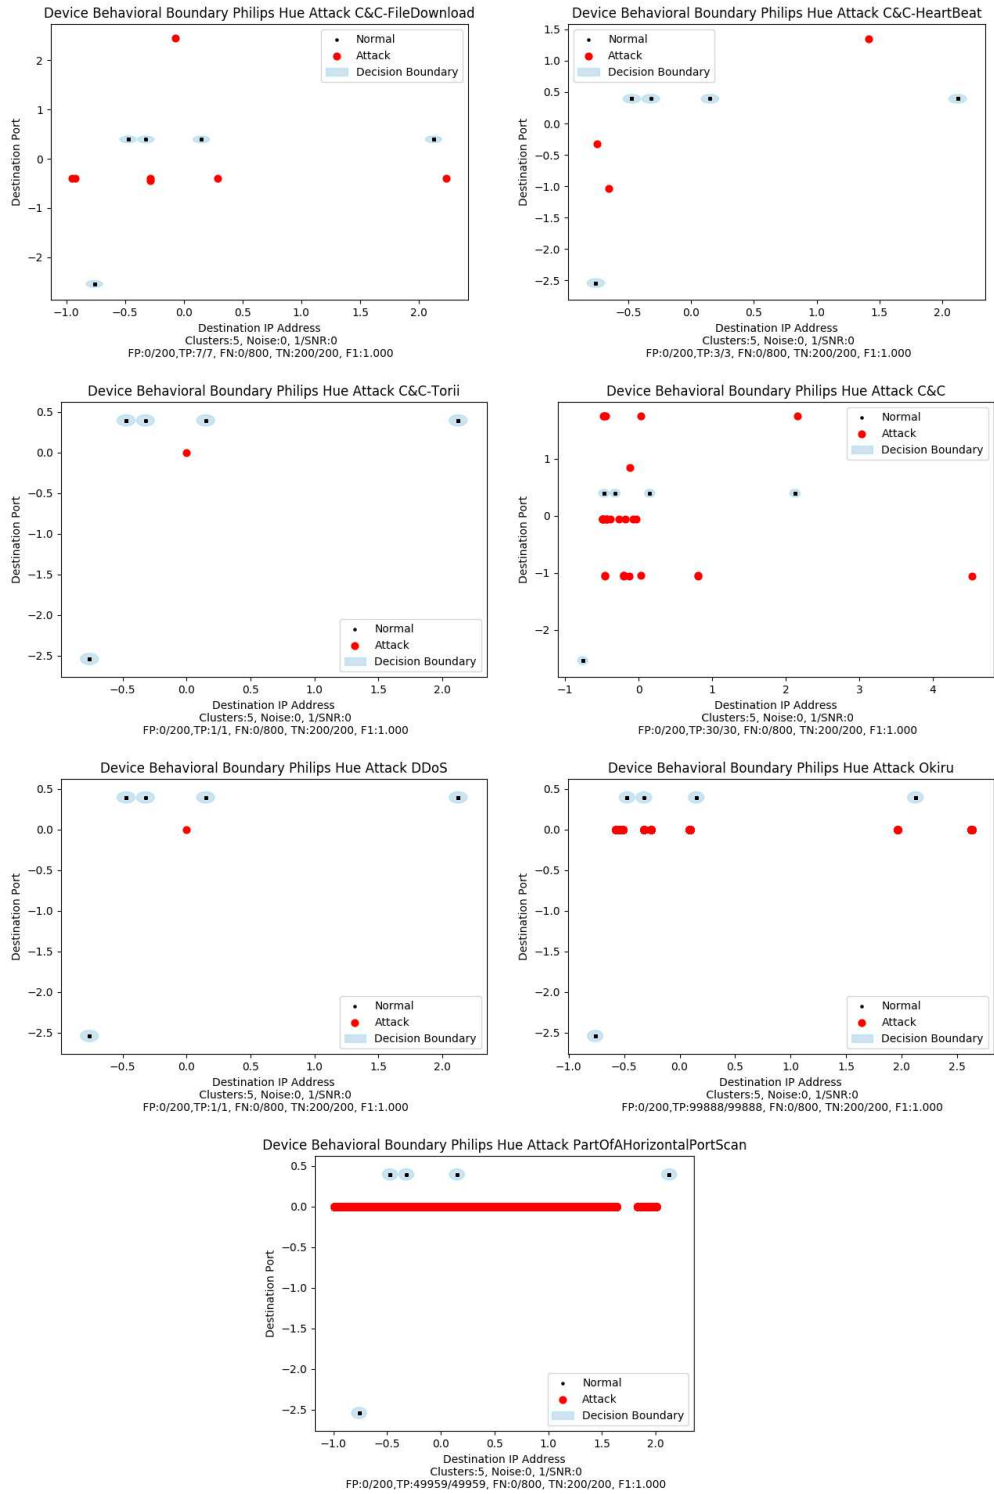 Device Behavioral Boundary Philips Hue Attack C&C-FileDownload
Normal
Attack
Decision Boundary
2
1
0
−1
−2
Destination Port
−1.0 −0.5 0.0 0.5 1.0 1.5 2.0
Destination IP Address
Clusters:5, Noise:0, 1/SNR:0
FP:0/200,TP:7/7, FN:0/800, TN:200/200, F1:1.000
Device Behavioral Boundary Philips Hue Attack C&C-HeartBeat
Normal
Attack
Decision Boundary
1.5
1.0
0.5
0.0
−0.5
−1.0
−1.5
−2.0
−2.5
Destination Port
−0.5 0.0 0.5 1.0 1.5 2.0
Destination IP Address
Clusters:5, Noise:0, 1/SNR:0
FP:0/200,TP:3/3, FN:0/800, TN:200/200, F1:1.000
Device Behavioral Boundary Philips Hue Attack C&C-Torii
0.5
0.0
−0.5
−1.0
−1.5
−2.0
−2.5
Destination Port
Normal
Attack
Decision Boundary
−0.5 0.0 0.5 1.0 1.5 2.0
Destination IP Address
Clusters:5, Noise:0, 1/SNR:0
FP:0/200,TP:1/1, FN:0/800, TN:200/200, F1:1.000
Device Behavioral Boundary Philips Hue Attack C&C
Normal
Attack
Decision Boundary
1
0
−1
−2
Destination Port
−1 0 1 2 3 4
Destination IP Address
Clusters:5, Noise:0, 1/SNR:0
FP:0/200,TP:30/30, FN:0/800, TN:200/200, F1:1.000
Device Behavioral Boundary Philips Hue Attack DDoS
0.5
0.0
−0.5
−1.0
−1.5
−2.0
−2.5
Destination Port
Normal
Attack
Decision Boundary
−0.5 0.0 0.5 1.0 1.5 2.0
Destination IP Address
Clusters:5, Noise:0, 1/SNR:0
FP:0/200,TP:1/1, FN:0/800, TN:200/200, F1:1.000
Device Behavioral Boundary Philips Hue Attack Okiru
0.5
0.0
−0.5
−1.0
−1.5
−2.0
−2.5
Destination Port
Normal
Attack
Decision Boundary
−1.0 −0.5 0.0 0.5 1.0 1.5 2.0 2.5
Destination IP Address
Clusters:5, Noise:0, 1/SNR:0
FP:0/200,TP:99888/99888, FN:0/800, TN:200/200, F1:1.000
Device Behavioral Boundary Philips Hue Attack PartOfAHorizontalPortScan
0.5
0.0
−0.5
−1.0
−1.5
−2.0
−2.5
Destination Port
Normal
Attack
Decision Boundary
−1.0 −0.5 0.0 0.5 1.0 1.5 2.0
Destination IP Address
Clusters:5, Noise:0, 1/SNR:0
FP:0/200,TP:49959/49959, FN:0/800, TN:200/200, F1:1.000